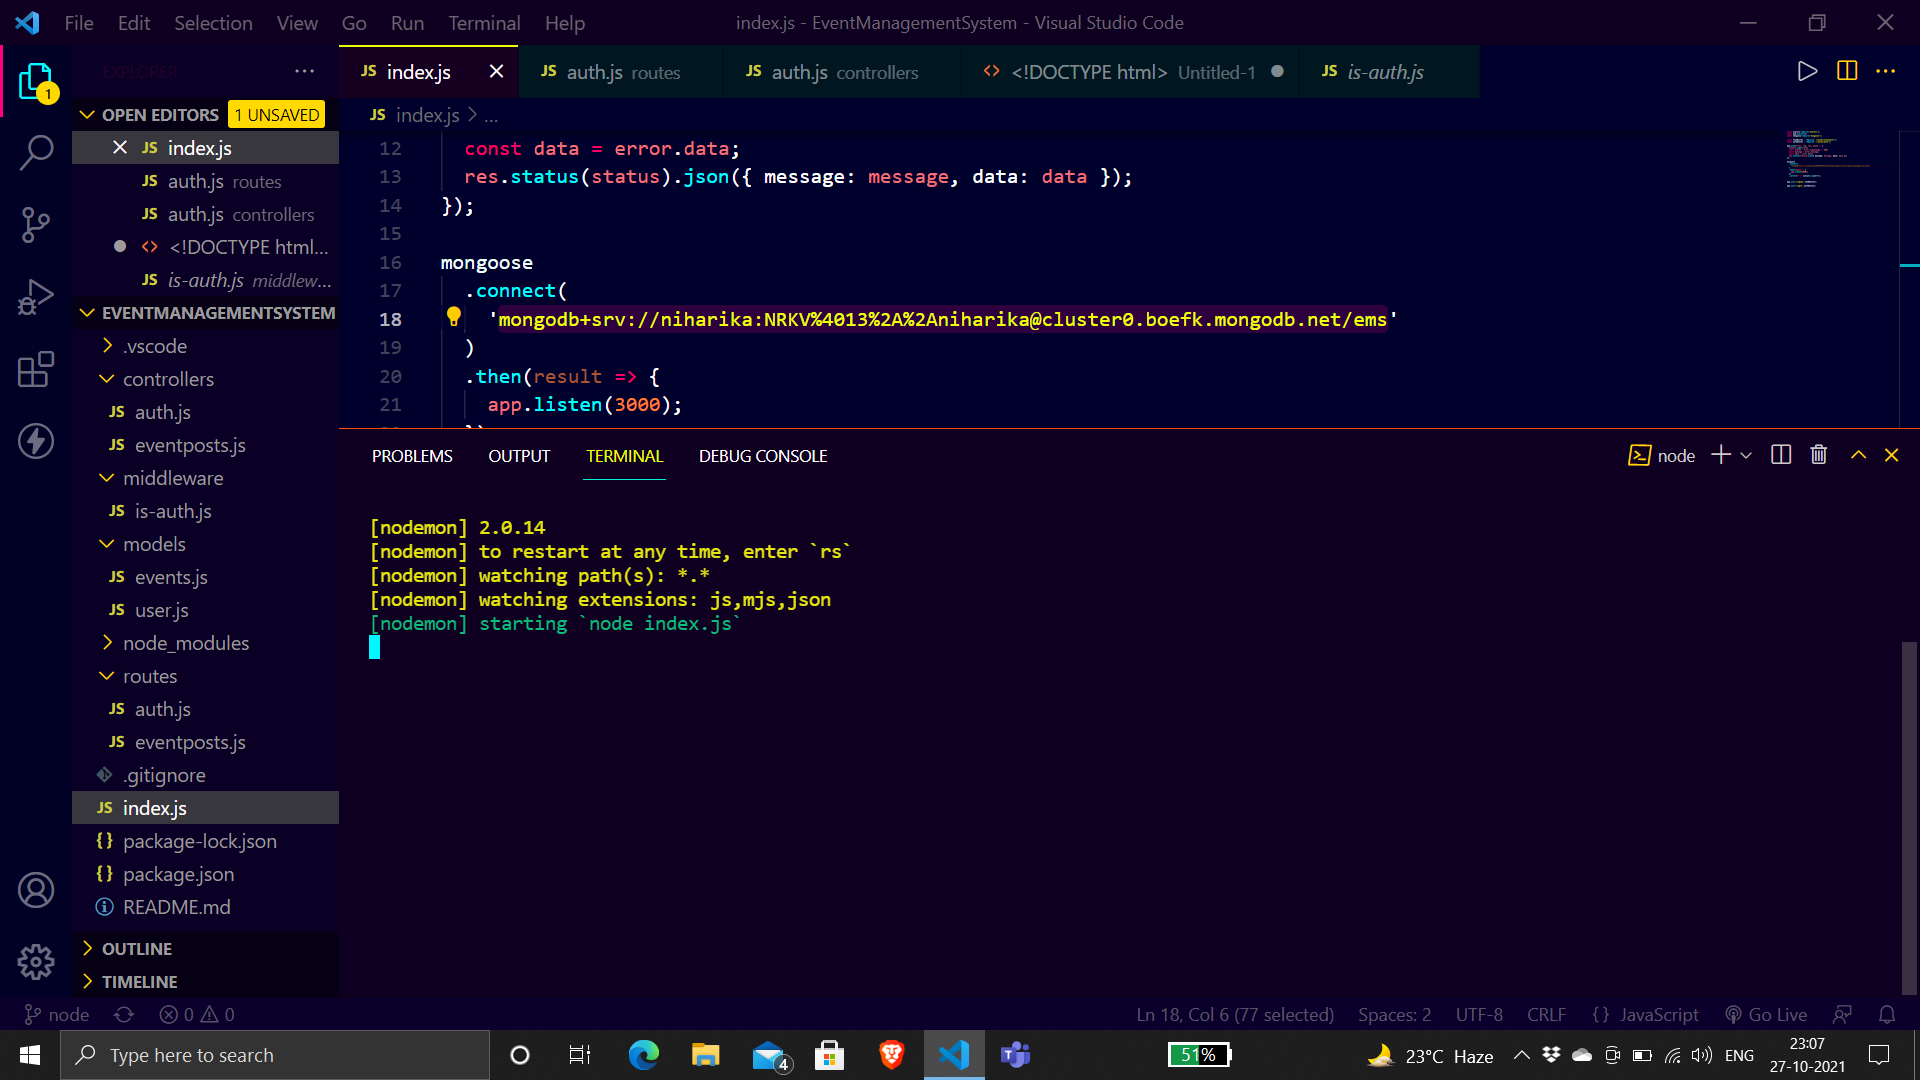 File Edit Selection View Go Run Terminal Help
index.js - EventManagementSystem - Visual Studio Code
EXPLORER
index.js
auth.js routes
auth.js controllers
<> <!DOCTYPE html> Untitled-1
JS is-auth.js
OPEN EDITORS 1 UNSAVED
JS index.js
JS auth.js routes
JS auth.js controllers
<> <!DOCTYPE html...
JS is-auth.js middlew...
EVENTMANAGEMENTSYSTEM
.vscode
controllers
JS auth.js
JS eventposts.js
middleware
JS is-auth.js
models
JS events.js
JS user.js
node_modules
routes
JS auth.js
JS eventposts.js
.gitignore
JS index.js
{} package-lock.json
{} package.json
README.md
OUTLINE
TIMELINE
JS index.js > ...
12 const data = error.data;
13 res.status(status).json({ message: message, data: data });
14 });
15
16 mongoose
17 .connect(
18 'mongodb+srv://niharika:NRKV%4013%2A%2Aniharika@cluster0.boefk.mongodb.net/ems'
19 )
20 .then(result => {
21 app.listen(3000);
PROBLEMS OUTPUT TERMINAL DEBUG CONSOLE
node
[nodemon] 2.0.14
[nodemon] to restart at any time, enter `rs`
[nodemon] watching path(s): *.*
[nodemon] watching extensions: js,mjs,json
[nodemon] starting `node index.js`
node 0 0
Ln 18, Col 6 (77 selected) Spaces: 2 UTF-8 CRLF {} JavaScript Go Live
Type here to search
4
51%
23°C Haze
ENG
23:07
27-10-2021